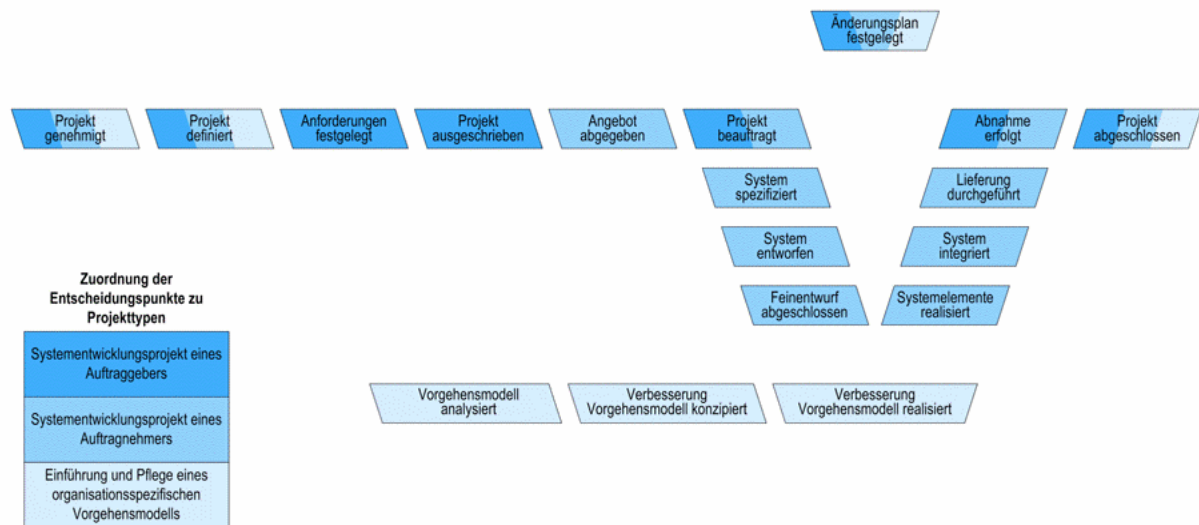 Änderungsplan
festgelegt
Projekt
genehmigt
Projekt
definiert
Anforderungen
festgelegt
Projekt
ausgeschrieben
Angebot
abgegeben
Projekt
beauftragt
Abnahme
erfolgt
Projekt
abgeschlossen
System
spezifiziert
Lieferung
durchgeführt
System
entworfen
System
integriert
Feinentwurf
abgeschlossen
Systemelemente
realisiert
Zuordnung der
Entscheidungspunkte zu
Projekttypen
Systementwicklungsprojekt eines
Auftraggebers
Systementwicklungsprojekt eines
Auftragnehmers
Einführung und Pflege eines
organisationsspezifischen
Vorgehensmodells
Vorgehensmodell
analysiert
Verbesserung
Vorgehensmodell konzipiert
Verbesserung
Vorgehensmodell realisiert